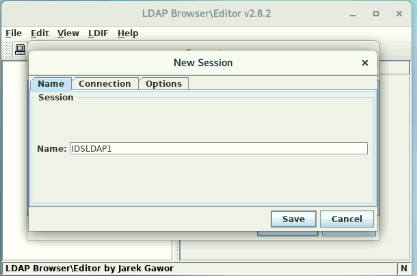 LDAP Browser\Editor v2.8.2
File Edit View LDIF Help
New Session
Name Connection Options
Session
Name: IDSLDAP1
Save Cancel
LDAP Browser\Editor by Jarek Gawor N